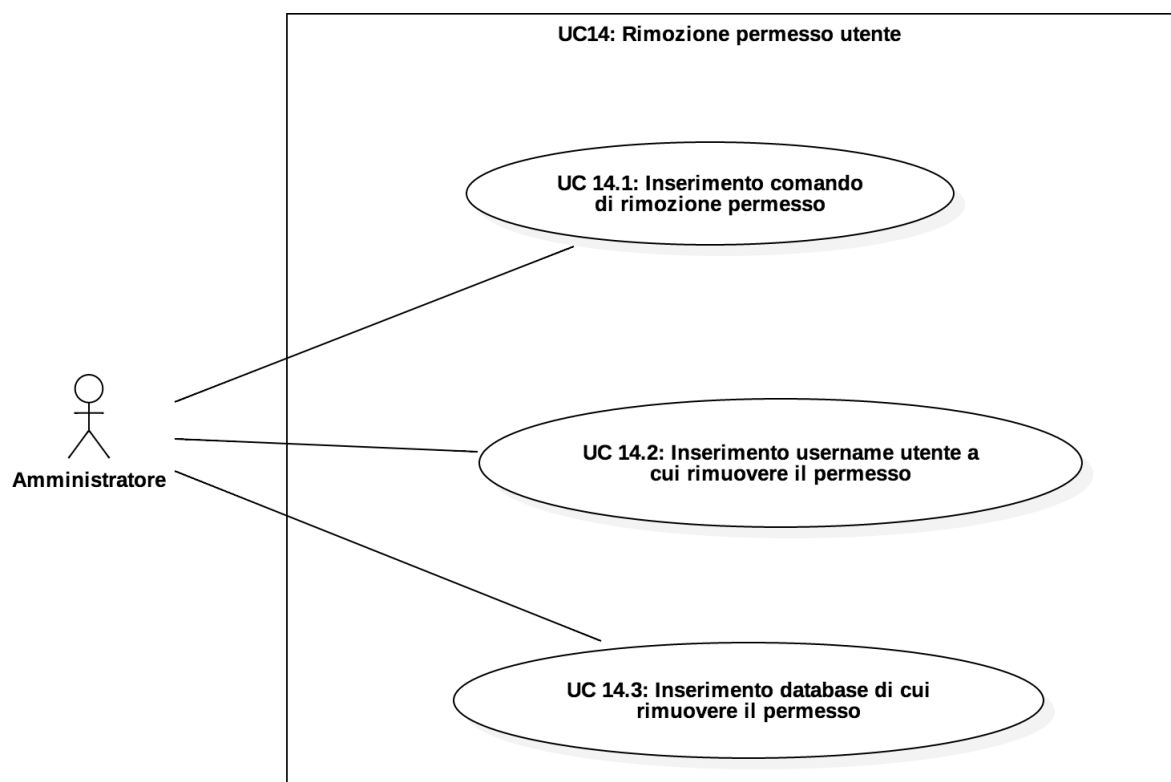 UC14: Rimozione permesso utente
UC 14.1: Inserimento comando
di rimozione permesso
Amministratore
UC 14.2: Inserimento username utente a
cui rimuovere il permesso
UC 14.3: Inserimento database di cui
rimuovere il permesso